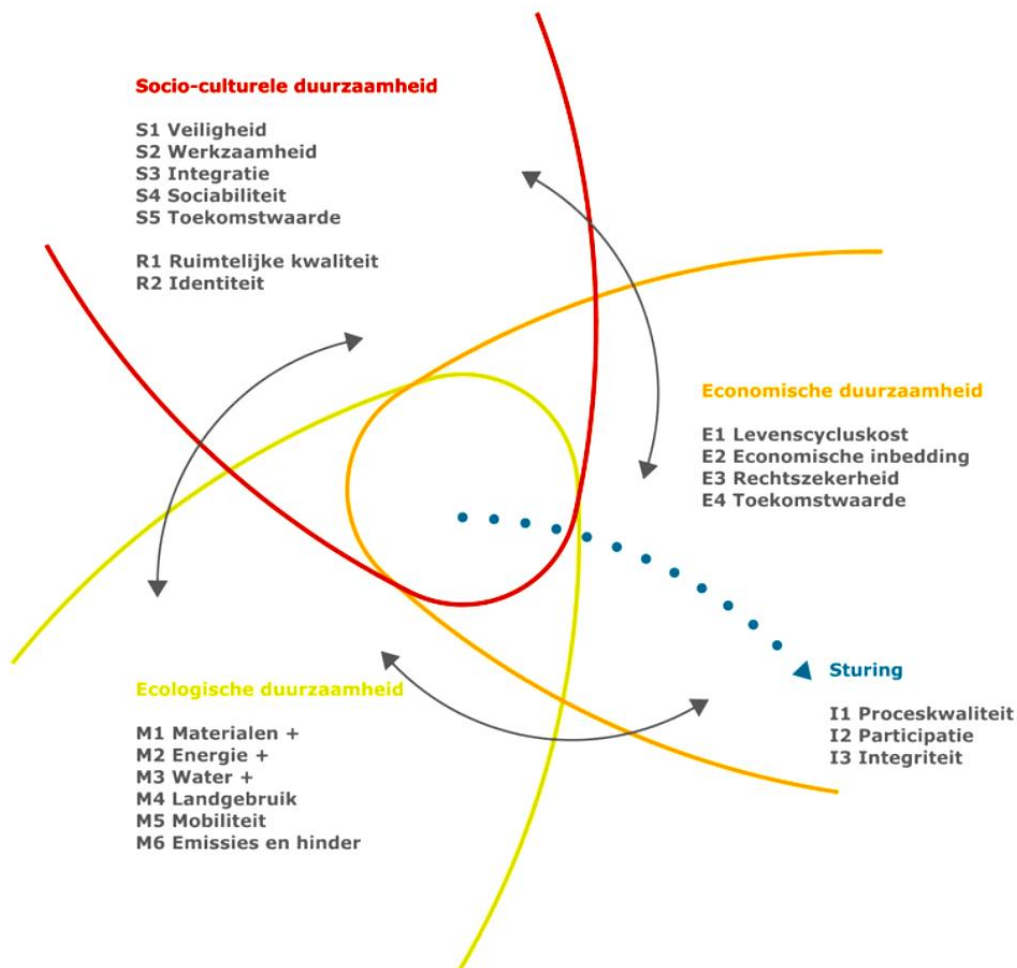 Socio-culturele duurzaamheid
S1 Veiligheid
S2 Werkzaamheid
S3 Integratie
S4 Sociabiliteit
S5 Toekomstwaarde
R1 Ruimtelijke kwaliteit
R2 Identiteit
Economische duurzaamheid
E1 Levenscycluskost
E2 Economische inbedding
E3 Rechtszekerheid
E4 Toekomstwaarde
Ecologische duurzaamheid
M1 Materialen +
M2 Energie +
M3 Water +
M4 Landgebruik
M5 Mobiliteit
M6 Emissies en hinder
Sturing
I1 Proceskwaliteit
I2 Participatie
I3 Integriteit